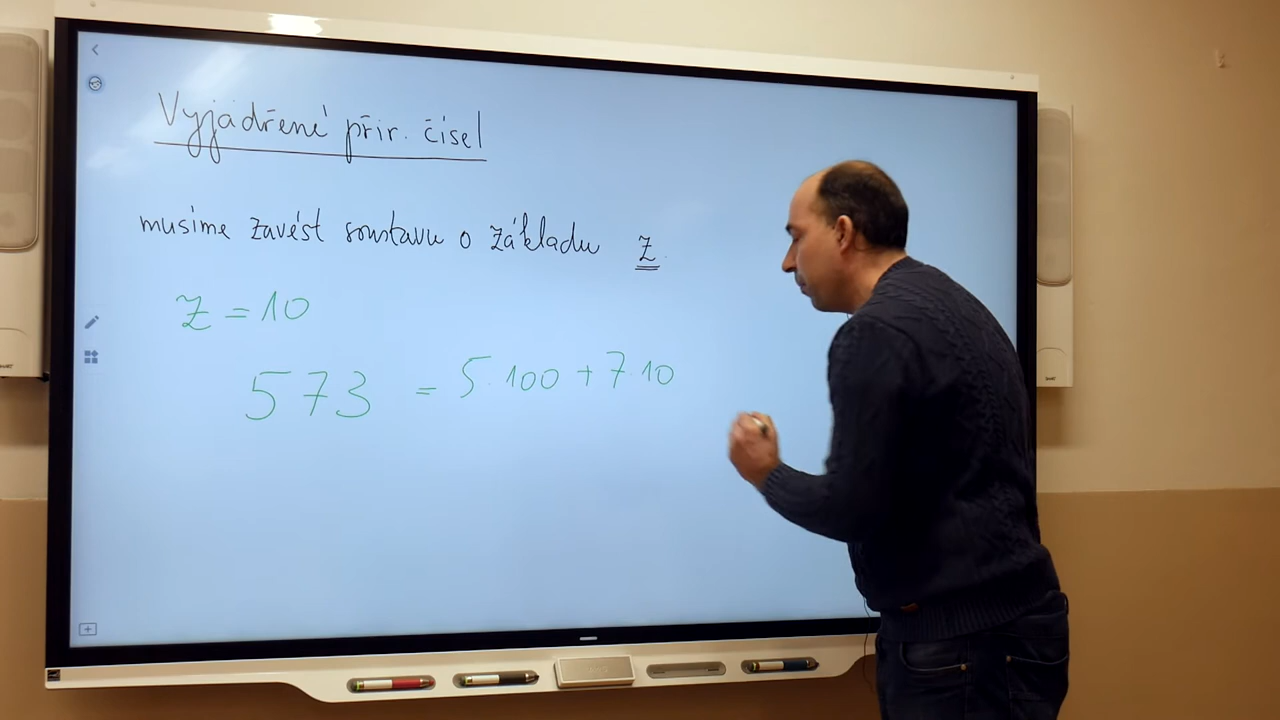 Vyjádření přir. čísel
musíme zavést soustavu o základu z.
z = 10
573 = 5·100 + 7·10